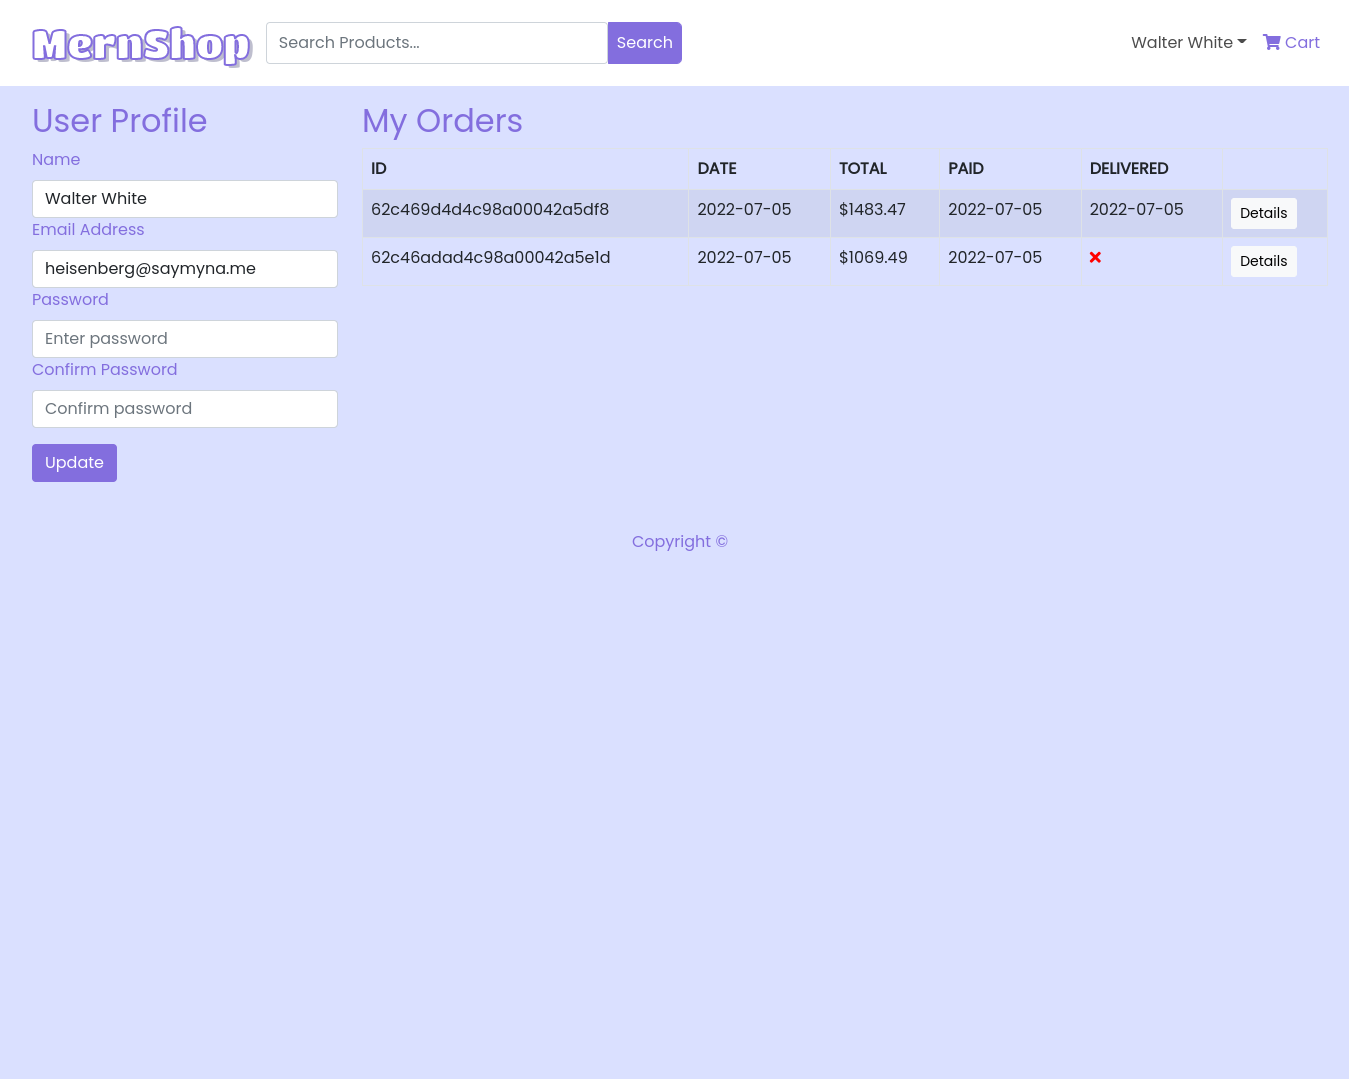 MernShop
Search Products...
Search
Walter White
Cart
User Profile
Name
Walter White
Email Address
heisenberg@saymyna.me
Password
Enter password
Confirm Password
Confirm password
Update
My Orders
ID DATE TOTAL PAID DELIVERED
62c469d4d4c98a00042a5df8 2022-07-05 $1483.47 2022-07-05 2022-07-05 Details
62c46adad4c98a00042a5e1d 2022-07-05 $1069.49 2022-07-05 Details
Copyright ©